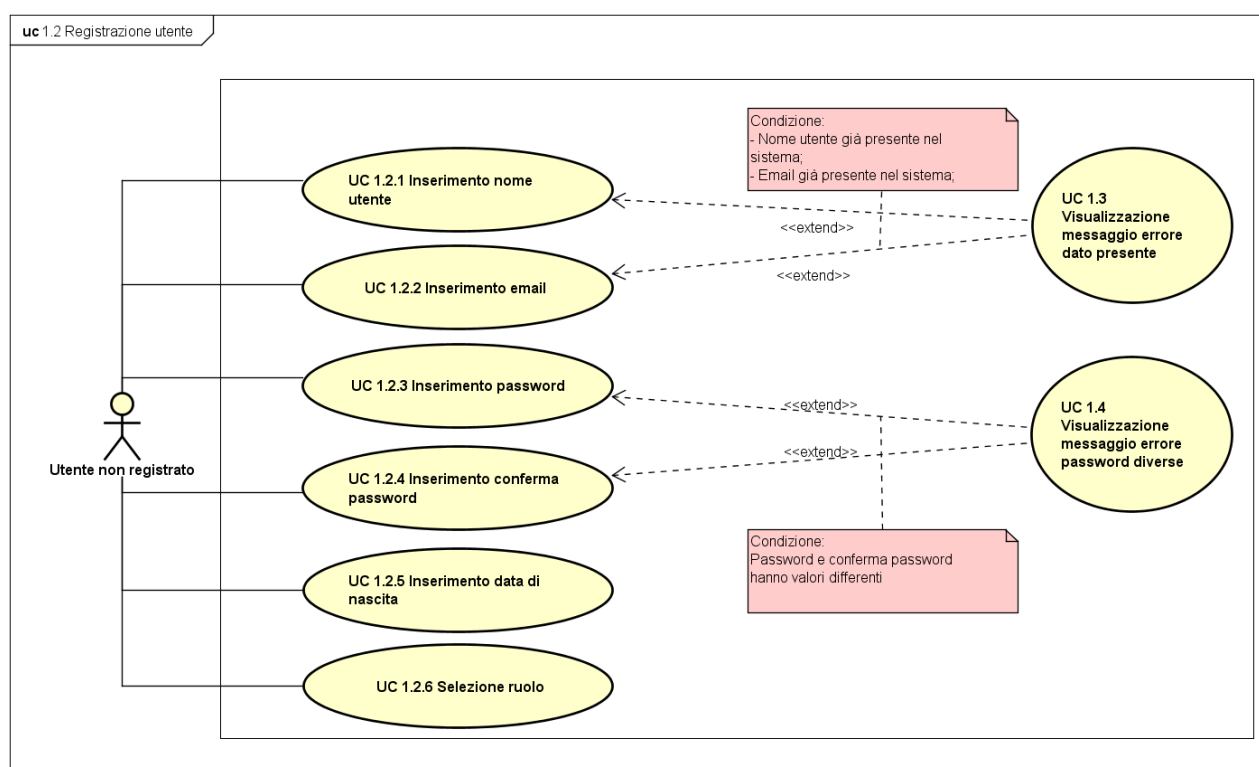 uc 1.2 Registrazione utente
Condizione:
- Nome utente già presente nel
sistema;
- Email già presente nel sistema;
UC 1.2.1 Inserimento nome
utente
UC 1.3
Visualizzazione
messaggio errore
dato presente
<<extend>>
<<extend>>
UC 1.2.2 Inserimento email
UC 1.2.3 Inserimento password
<<extend>>
UC 1.4
Visualizzazione
messaggio errore
password diverse
<<extend>>
Utente non registrato
UC 1.2.4 Inserimento conferma
password
Condizione:
Password e conferma password
hanno valori differenti
UC 1.2.5 Inserimento data di
nascita
UC 1.2.6 Selezione ruolo